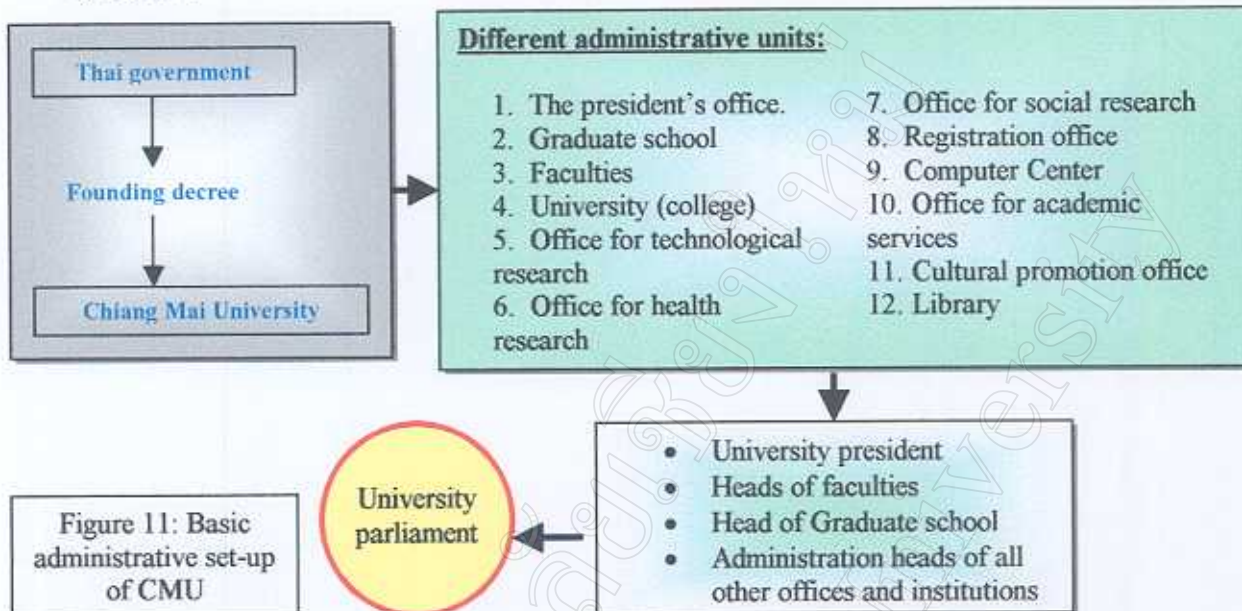 Thai government
Founding decree
Chiang Mai University
Different administrative units:
1. The president's office.
2. Graduate school
3. Faculties
4. University (college)
5. Office for technological
research
6. Office for health
research
7. Office for social research
8. Registration office
9. Computer Center
10. Office for academic
services
11. Cultural promotion office
12. Library
• University president
• Heads of faculties
• Head of Graduate school
• Administration heads of all
other offices and institutions
University
parliament
Figure 11: Basic
administrative set-up
of CMU